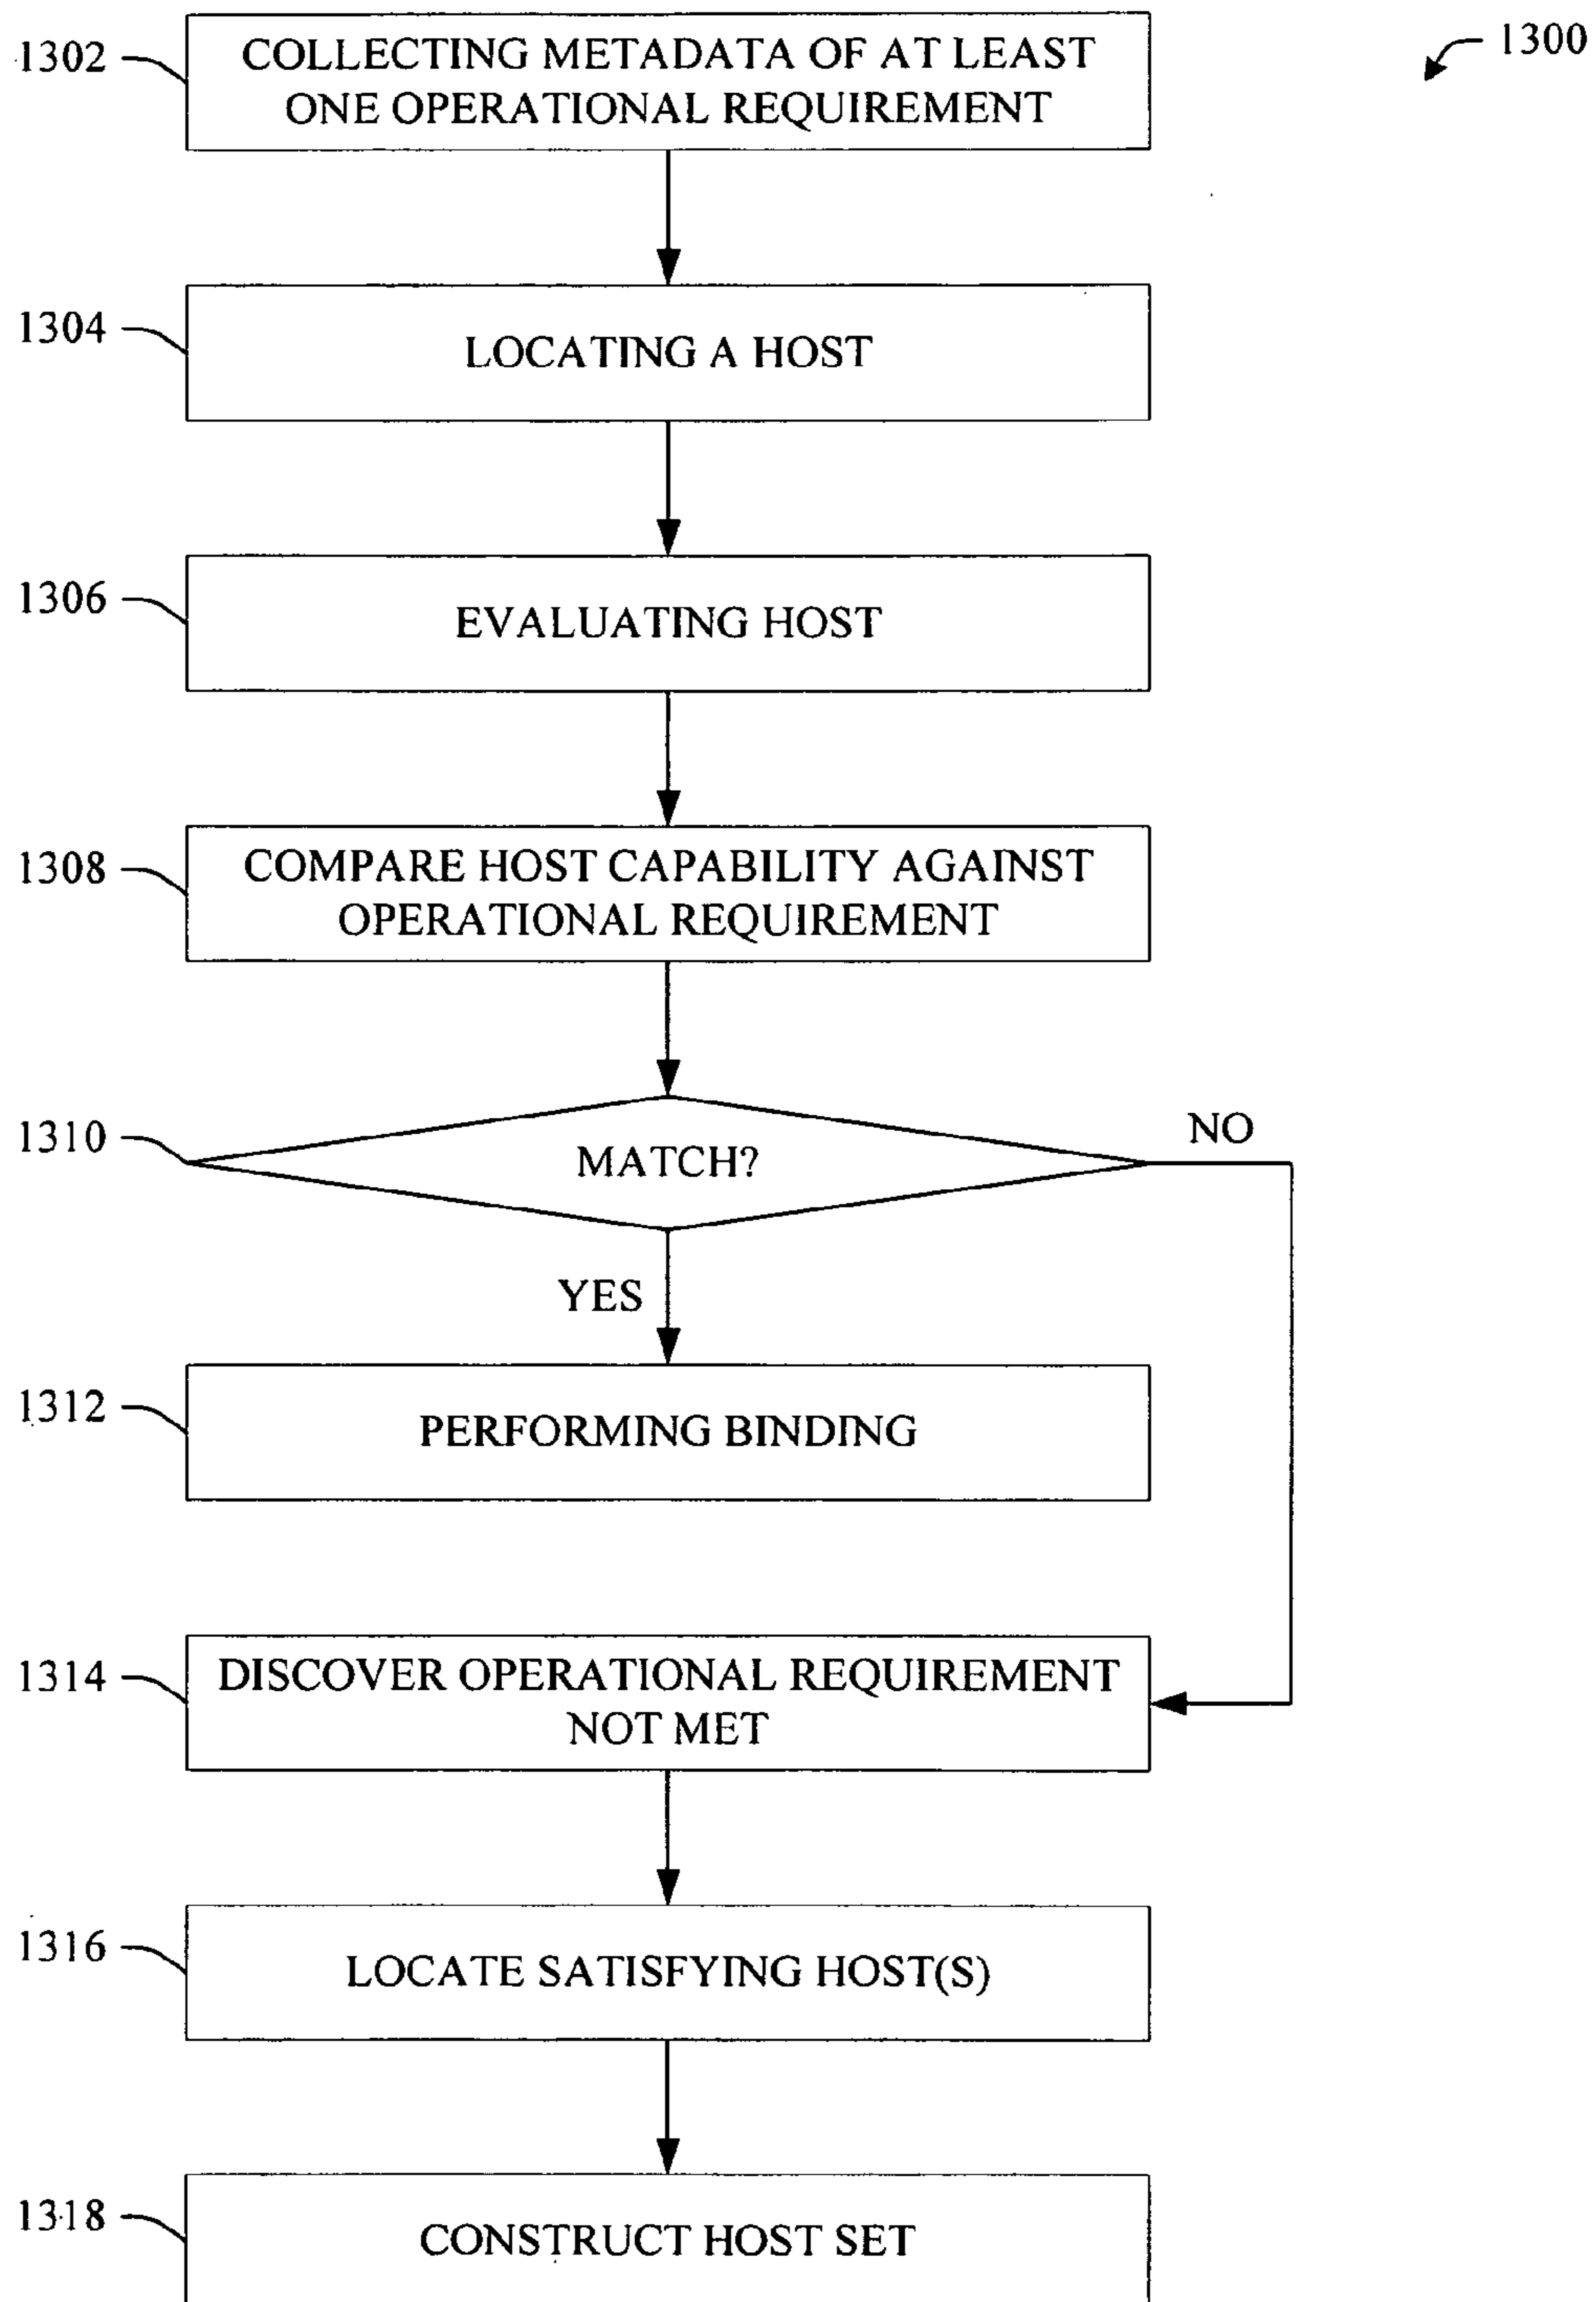 1300
1302
COLLECTING METADATA OF AT LEAST
ONE OPERATIONAL REQUIREMENT
1304
LOCATING A HOST
1306
EVALUATING HOST
1308
COMPARE HOST CAPABILITY AGAINST
OPERATIONAL REQUIREMENT
1310
MATCH?
NO
YES
1312
PERFORMING BINDING
1314
DISCOVER OPERATIONAL REQUIREMENT
NOT MET
1316
LOCATE SATISFYING HOST(S)
1318
CONSTRUCT HOST SET